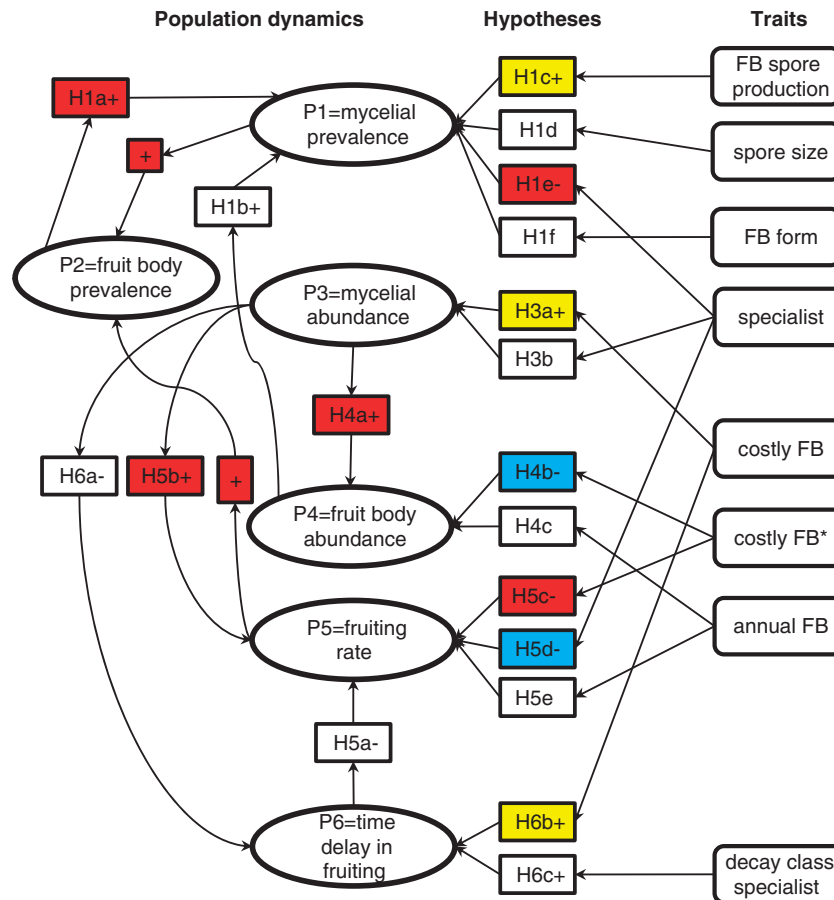 Population dynamics
Hypotheses
Traits
H1a+
+
H1b+
P1=mycelial
prevalence
P2=fruit body
prevalence
P3=mycelial
abundance
H4a+
H6a-
H5b+
+
P4=fruit body
abundance
P5=fruiting
rate
H5a-
P6=time
delay in
fruiting
H1c+
H1d
H1e-
H1f
H3a+
H3b
H4b-
H4c
H5c-
H5d-
H5e
H6b+
H6c+
FB spore
production
spore size
FB form
specialist
costly FB
costly FB*
annual FB
decay class
specialist